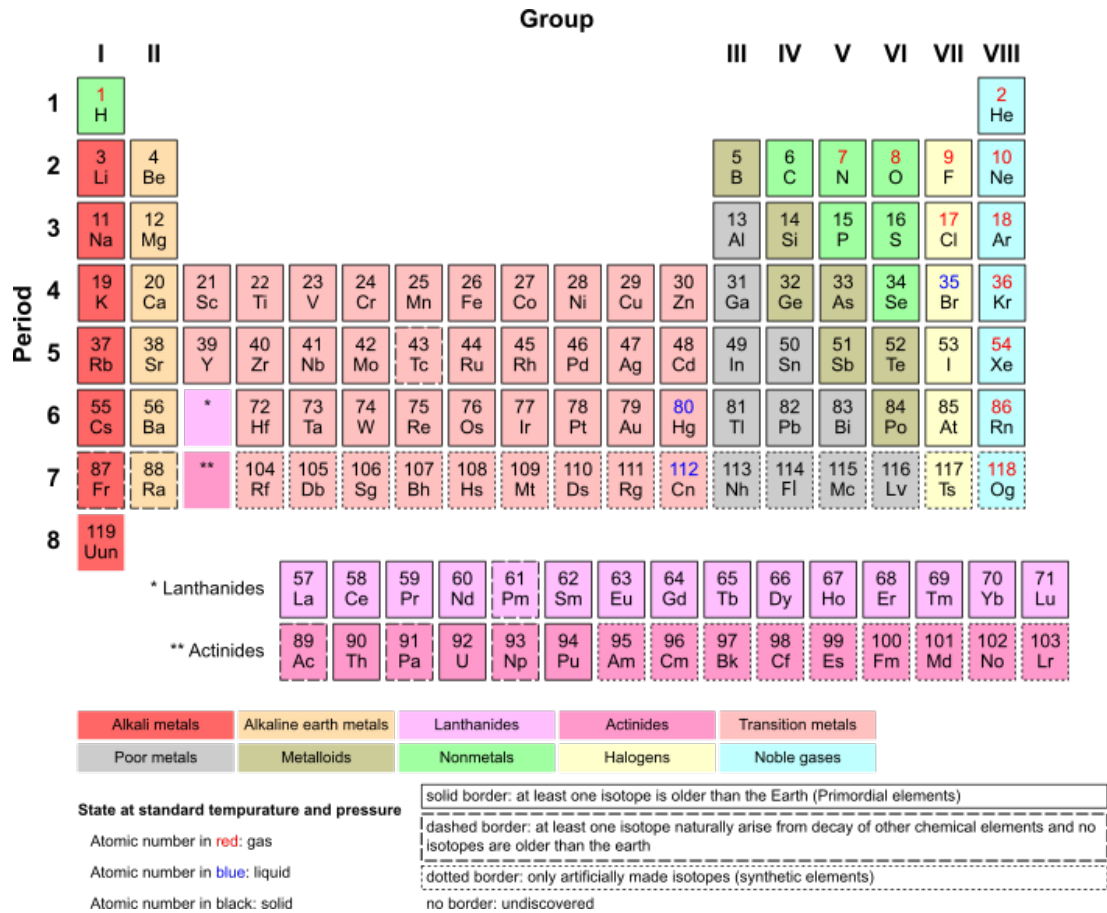 Group
I II III IV V VI VII VIII
Period
1
1 2
H He
2
3 4 5 6 7 8 9 10
Li Be B C N O F Ne
3
11 12 13 14 15 16 17 18
Na Mg Al Si P S Cl Ar
4
19 20 21 22 23 24 25 26 27 28 29 30 31 32 33 34 35 36
K Ca Sc Ti V Cr Mn Fe Co Ni Cu Zn Ga Ge As Se Br Kr
5
37 38 39 40 41 42 43 44 45 46 47 48 49 50 51 52 53 54
Rb Sr Y Zr Nb Mo Tc Ru Rh Pd Ag Cd In Sn Sb Te I Xe
6
55 56 * 72 73 74 75 76 77 78 79 80 81 82 83 84 85 86
Cs Ba Hf Ta W Re Os Ir Pt Au Hg Tl Pb Bi Po At Rn
7
87 88 ** 104 105 106 107 108 109 110 111 112 113 114 115 116 117 118
Fr Ra Rf Db Sg Bh Hs Mt Ds Rg Cn Nh Fl Mc Lv Ts Og
8
119
Uun
* Lanthanides
57 58 59 60 61 62 63 64 65 66 67 68 69 70 71
La Ce Pr Nd Pm Sm Eu Gd Tb Dy Ho Er Tm Yb Lu
** Actinides
89 90 91 92 93 94 95 96 97 98 99 100 101 102 103
Ac Th Pa U Np Pu Am Cm Bk Cf Es Fm Md No Lr
Alkali metals Alkaline earth metals Lanthanides Actinides Transition metals
Poor metals Metalloids Nonmetals Halogens Noble gases
State at standard tempurature and pressure
Atomic number in red: gas
Atomic number in blue: liquid
Atomic number in black: solid
solid border: at least one isotope is older than the Earth (Primordial elements)
dashed border: at least one isotope naturally arise from decay of other chemical elements and no
isotopes are older than the earth
dotted border: only artificially made isotopes (synthetic elements)
no border: undiscovered